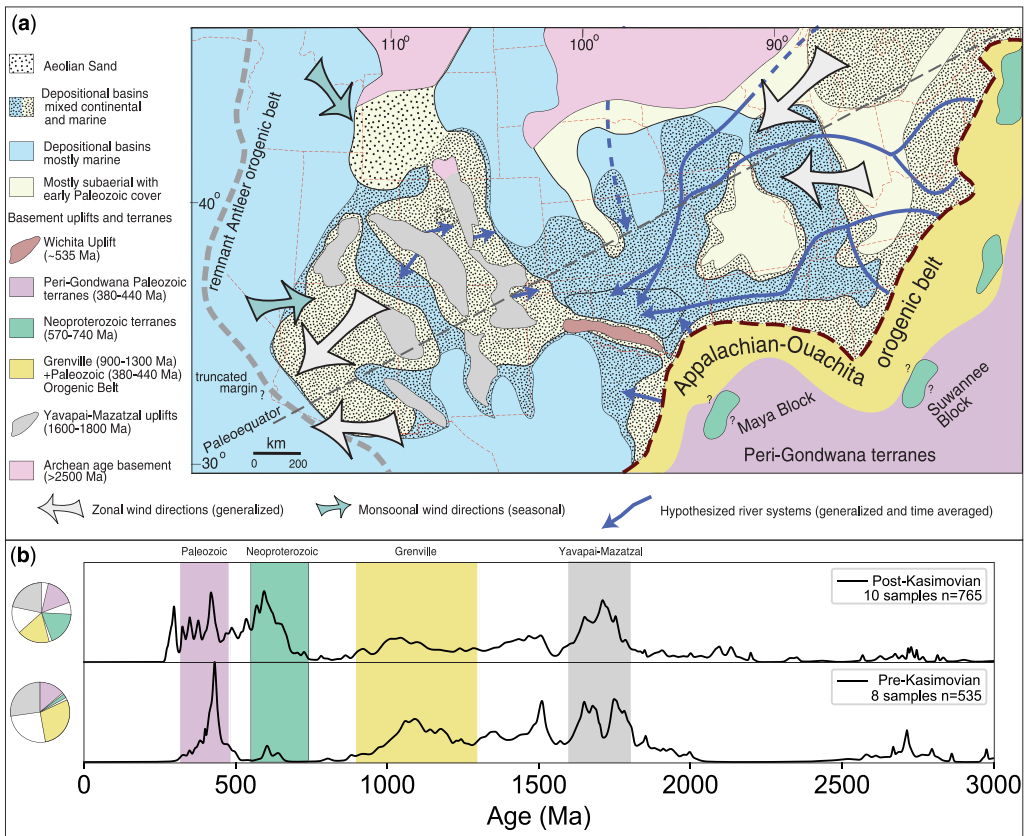 (a)
110°
100°
90°
40°
30°
Aeolian Sand
Depositional basins
mixed continental
and marine
Depositional basins
mostly marine
Mostly subaerial with
early Paleozoic cover
Basement uplifts and terranes
Wichita Uplift
(~535 Ma)
Peri-Gondwana Paleozoic
terranes (380-440 Ma)
Neoproterozoic terranes
(570-740 Ma)
Grenville (900-1300 Ma)
+Paleozoic (380-440 Ma)
Orogenic Belt
Yavapai-Mazatzal uplifts
(1600-1800 Ma)
Archean age basement
(>2500 Ma)
remnant Antler orogenic belt
truncated
margin ?
Paleoequator
km
0 200
Appalachian-Ouachita
orogenic belt
?
?
Maya Block
?
?
Suwannee
Block
Peri-Gondwana terranes
Zonal wind directions (generalized)
Monsoonal wind directions (seasonal)
Hypothesized river systems (generalized and time averaged)
(b)
Paleozoic
Neoproterozoic
Grenville
Yavapai-Mazatzal
Post-Kasimovian
10 samples n=765
Pre-Kasimovian
8 samples n=535
0 500 1000 1500 2000 2500 3000
Age (Ma)